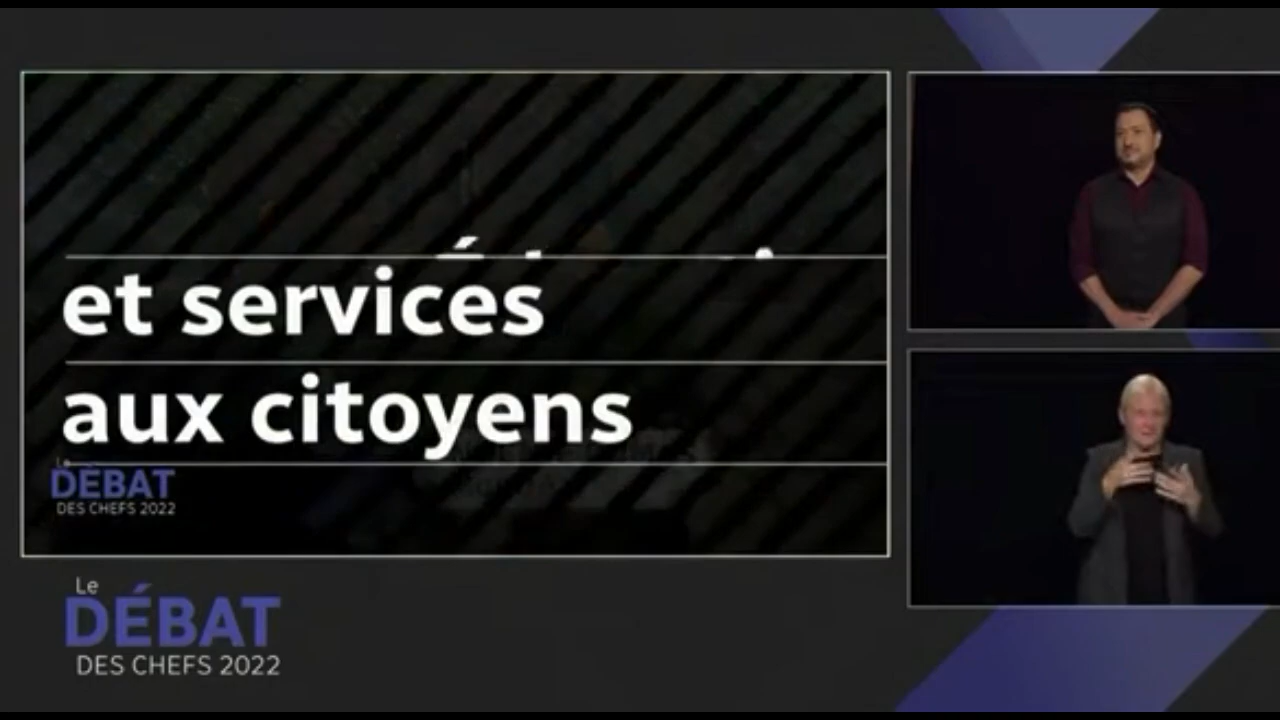 et services
aux citoyens
Le
DÉBAT
DES CHEFS 2022
Le
DÉBAT
DES CHEFS 2022